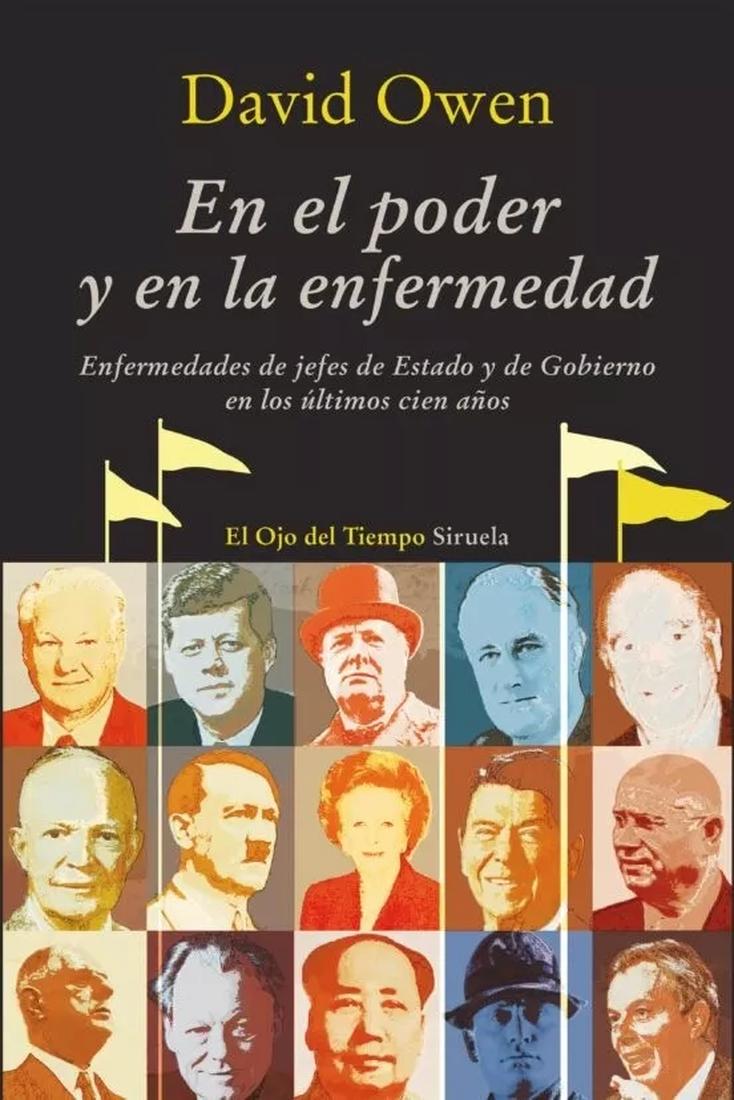 David Owen
En el poder
y en la enfermedad
Enfermedades de jefes de Estado y de Gobierno
en los últimos cien años
El Ojo del Tiempo Siruela